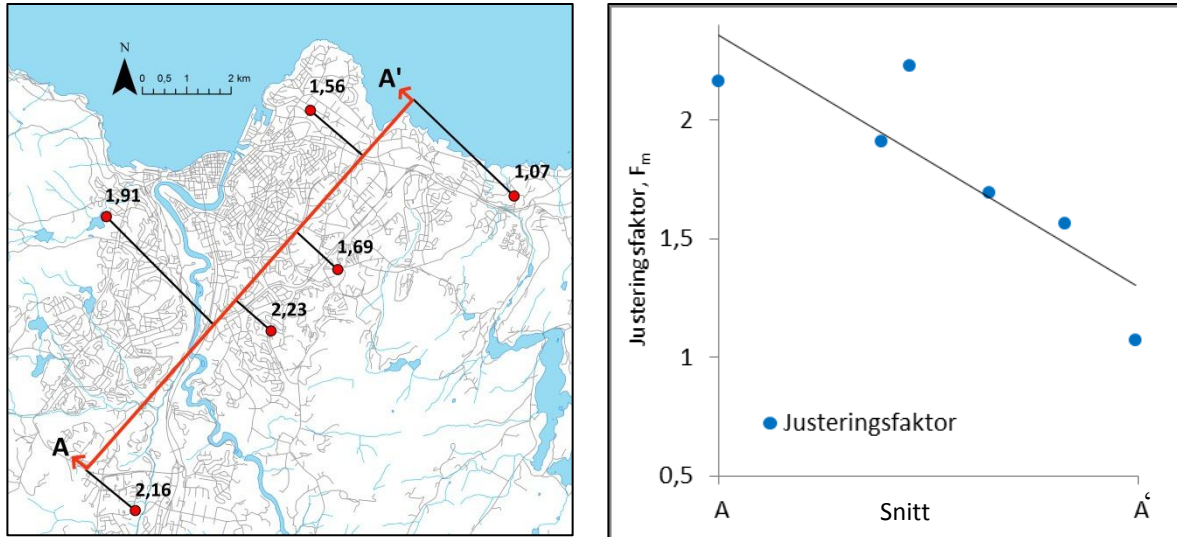 N
0 0,5 1 2 km
A'
1,56
1,07
1,91
1,69
2,23
A
2,16
Justeringsfaktor, Fₘ
2
1,5
1
0,5
Justeringsfaktor
A Snitt A‘